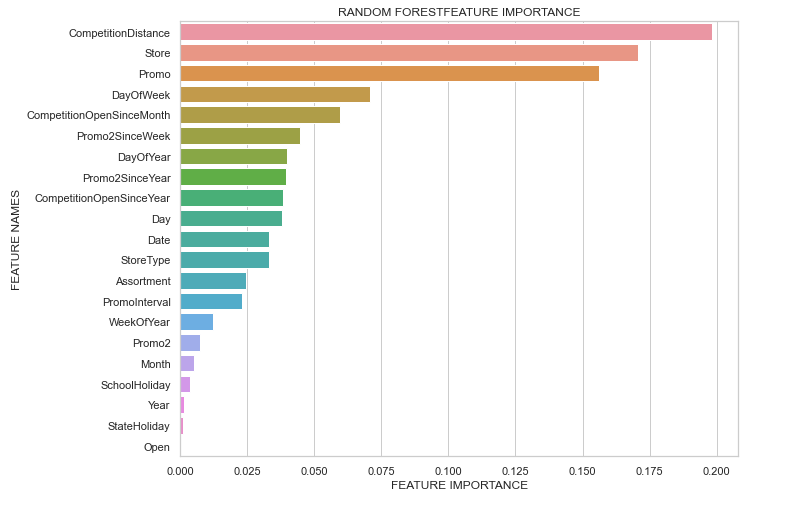 RANDOM FORESTFEATURE IMPORTANCE
FEATURE NAMES
CompetitionDistance
Store
Promo
DayOfWeek
CompetitionOpenSinceMonth
Promo2SinceWeek
DayOfYear
Promo2SinceYear
CompetitionOpenSinceYear
Day
Date
StoreType
Assortment
PromoInterval
WeekOfYear
Promo2
Month
SchoolHoliday
Year
StateHoliday
Open
0.000 0.025 0.050 0.075 0.100 0.125 0.150 0.175 0.200
FEATURE IMPORTANCE